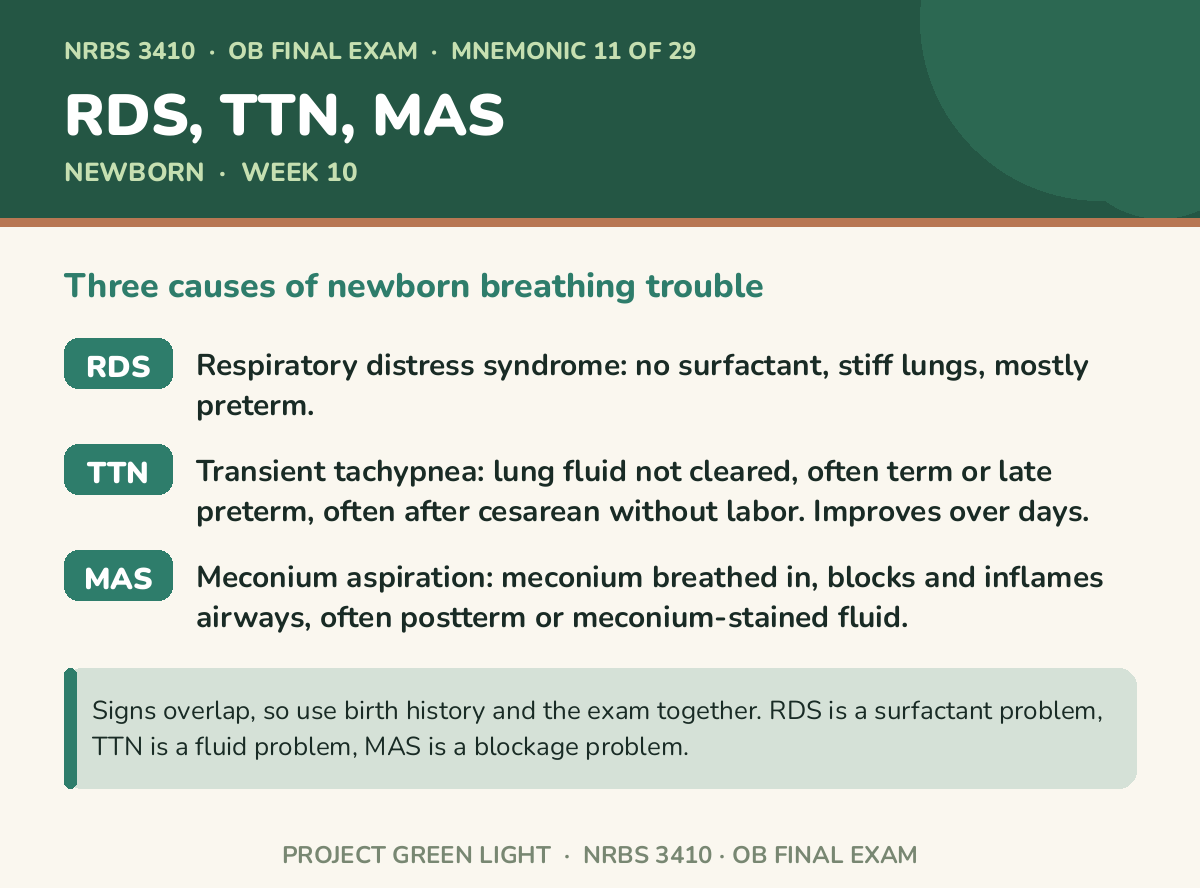 NRBS 3410 · OB FINAL EXAM · MNEMONIC 11 OF 29
RDS, TTN, MAS
NEWBORN · WEEK 10
Three causes of newborn breathing trouble
RDS
Respiratory distress syndrome: no surfactant, stiff lungs, mostly
preterm.
TTN
Transient tachypnea: lung fluid not cleared, often term or late
preterm, often after cesarean without labor. Improves over days.
MAS
Meconium aspiration: meconium breathed in, blocks and inflames
airways, often postterm or meconium-stained fluid.
Signs overlap, so use birth history and the exam together. RDS is a surfactant problem,
TTN is a fluid problem, MAS is a blockage problem.
PROJECT GREEN LIGHT · NRBS 3410 · OB FINAL EXAM